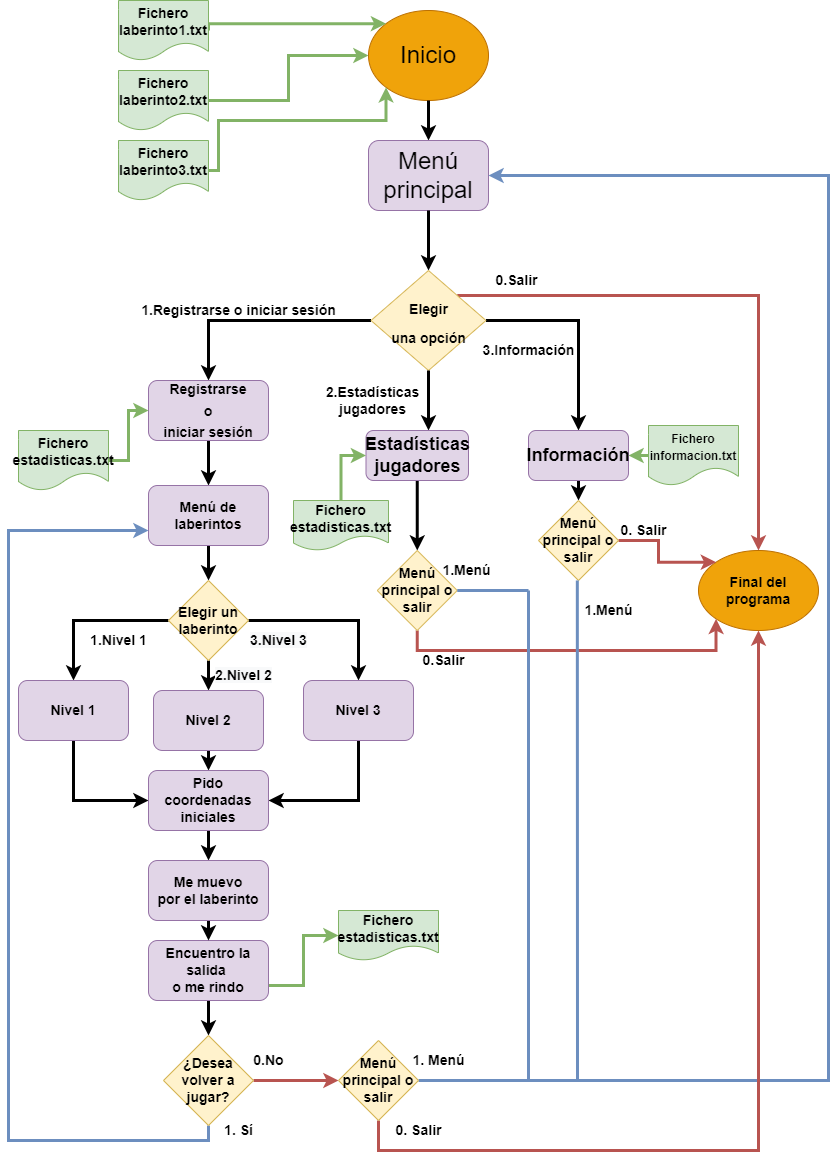 Fichero
laberinto1.txt
Inicio
Fichero
laberinto2.txt
Fichero
laberinto3.txt
Menú
principal
0.Salir
1.Registrarse o iniciar sesión
Elegir
una opción
3.Información
2.Estadísticas
jugadores
Registrarse
o
iniciar sesión
Fichero
estadisticas.txt
Estadísticas
jugadores
Información
Fichero
informacion.txt
Menú de
laberintos
Fichero
estadisticas.txt
Menú
principal o
salir
0. Salir
Menú
principal o
salir
1.Menú
Final del
programa
1.Menú
0.Salir
Elegir un
laberinto
1.Nivel 1
3.Nivel 3
2.Nivel 2
Nivel 1
Nivel 2
Nivel 3
Pido
coordenadas
iniciales
Me muevo
por el laberinto
Encuentro la
salida
o me rindo
Fichero
estadisticas.txt
¿Desea
volver a
jugar?
0.No
Menú
principal o
salir
1. Menú
1. Sí
0. Salir